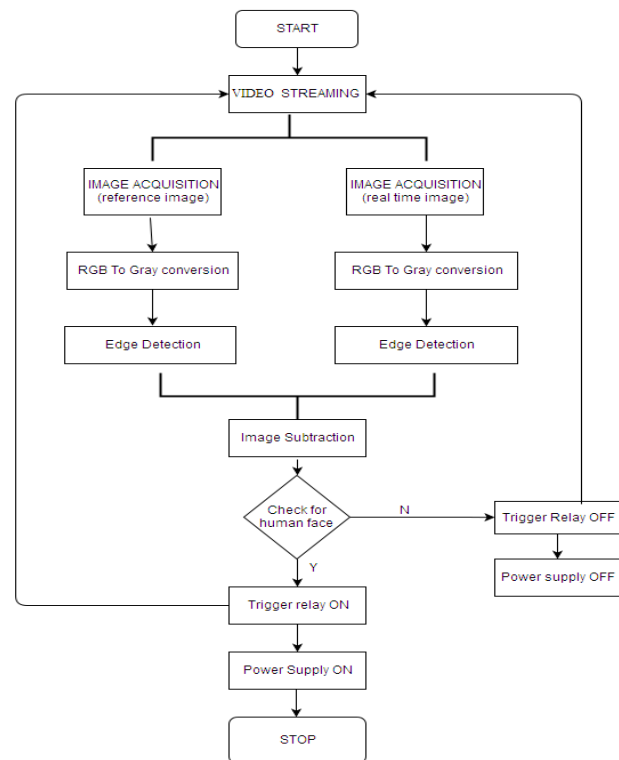 START
VIDEO STREAMING
IMAGE ACQUISITION
(reference image)
IMAGE ACQUISITION
(real time image)
RGB To Gray conversion
RGB To Gray conversion
Edge Detection
Edge Detection
Image Subtraction
Check for
human face
N
Trigger Relay OFF
Power supply OFF
Y
Trigger relay ON
Power Supply ON
STOP